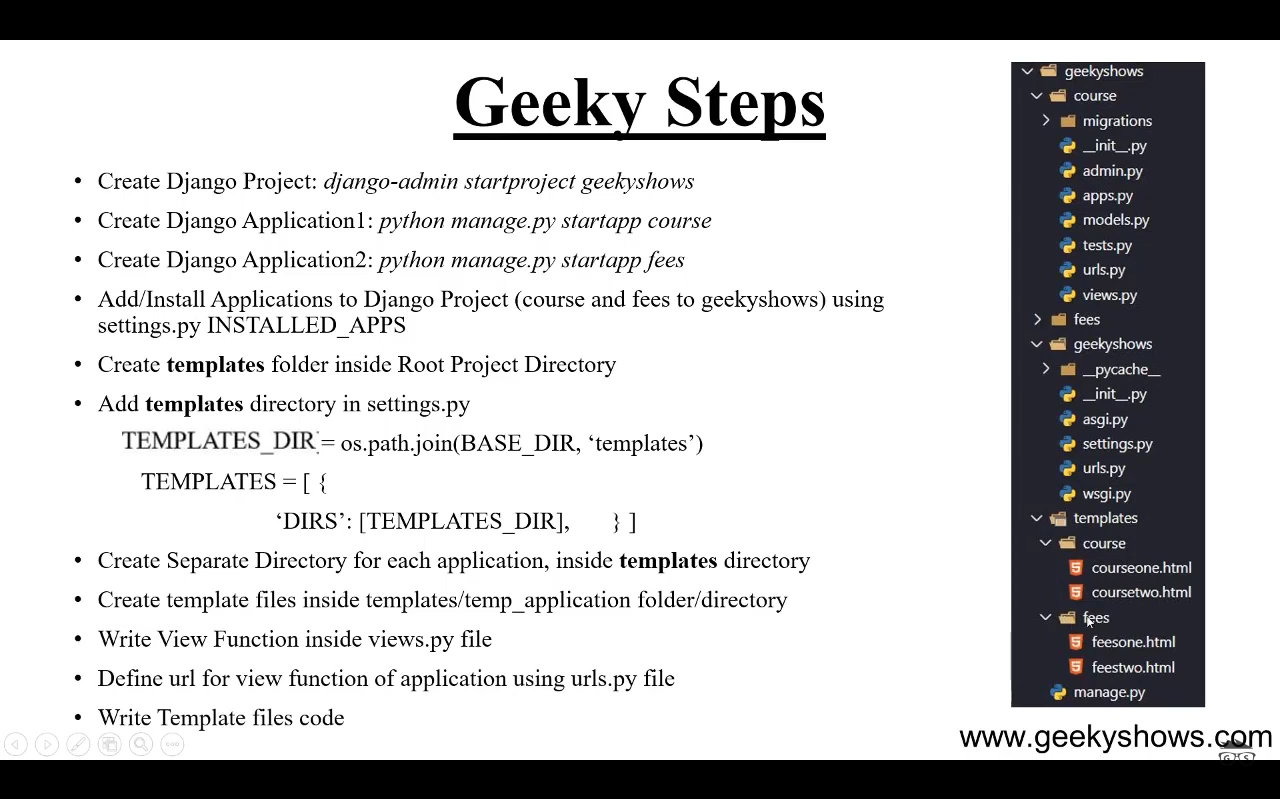 Geeky Steps
• Create Django Project: django-admin startproject geekyshows
• Create Django Application1: python manage.py startapp course
• Create Django Application2: python manage.py startapp fees
• Add/Install Applications to Django Project (course and fees to geekyshows) using
settings.py INSTALLED_APPS
• Create templates folder inside Root Project Directory
• Add templates directory in settings.py
TEMPLATES_DIR = os.path.join(BASE_DIR, ‘templates’)
TEMPLATES = [ {
‘DIRS’: [TEMPLATES_DIR], } ]
• Create Separate Directory for each application, inside templates directory
• Create template files inside templates/temp_application folder/directory
• Write View Function inside views.py file
• Define url for view function of application using urls.py file
• Write Template files code
geekyshows
course
migrations
__init__.py
admin.py
apps.py
models.py
tests.py
urls.py
views.py
fees
geekyshows
__pycache__
__init__.py
asgi.py
settings.py
urls.py
wsgi.py
templates
course
courseone.html
coursetwo.html
fees
feesone.html
feestwo.html
manage.py
www.geekyshows.com
GS